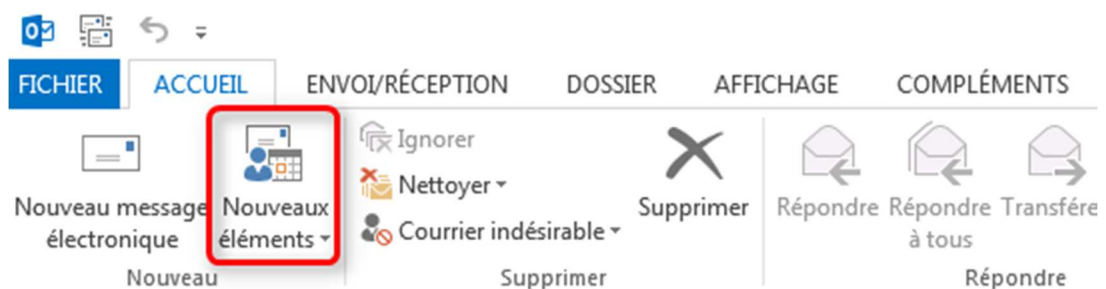 FICHIER ACCUEIL ENVOI/RÉCEPTION DOSSIER AFFICHAGE COMPLÉMENTS
Nouveau message électronique
Nouveaux éléments
Nouveau
Ignorer
Nettoyer
Courrier indésirable
Supprimer
Supprimer
Répondre
Répondre à tous
Transfére
Répondre